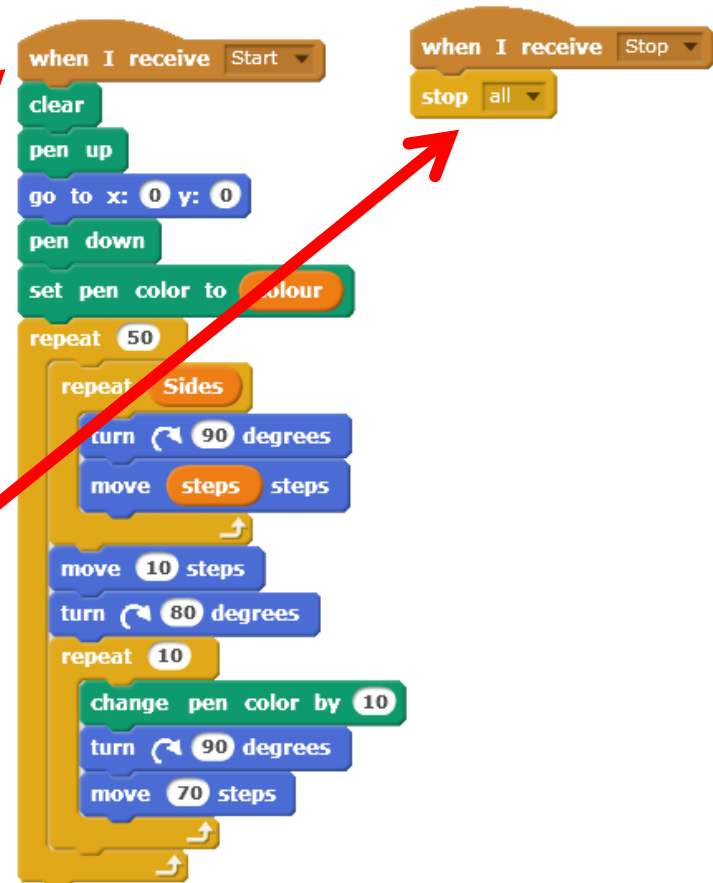 when I receive Start
clear
pen up
go to x: 0 y: 0
pen down
set pen color to colour
repeat 50
repeat Sides
turn 90 degrees
move steps steps
move 10 steps
turn 80 degrees
repeat 10
change pen color by 10
turn 90 degrees
move 70 steps
when I receive Stop
stop all